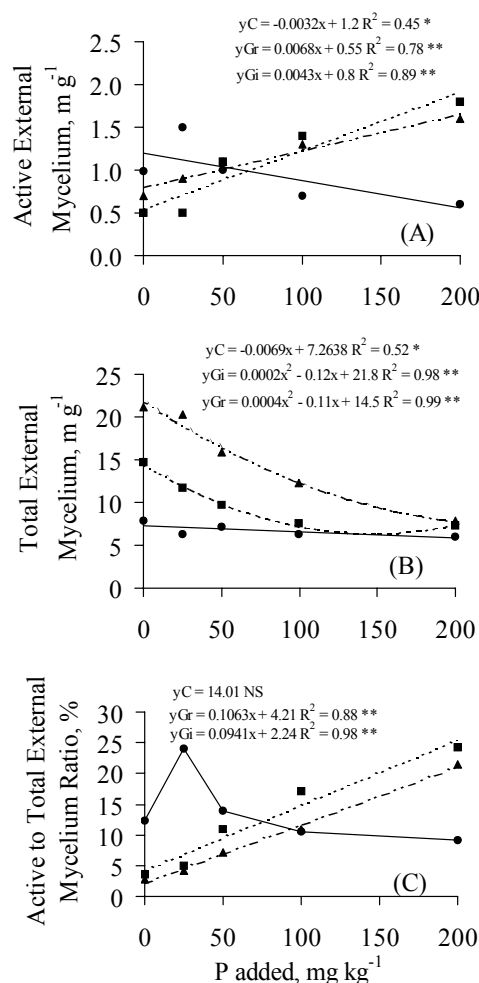 yC = -0.0032x + 1.2 R² = 0.45 *
yGr = 0.0068x + 0.55 R² = 0.78 **
yGi = 0.0043x + 0.8 R² = 0.89 **
Active External
Mycelium, m g⁻¹
2.5
2.0
1.5
1.0
0.5
0.0
(A)
0 50 100 150 200
yC = -0.0069x + 7.2638 R² = 0.52 *
yGi = 0.0002x² - 0.12x + 21.8 R² = 0.98 **
yGr = 0.0004x² - 0.11x + 14.5 R² = 0.99 **
Total External
Mycelium, m g⁻¹
25
20
15
10
5
0
(B)
0 50 100 150 200
yC = 14.01 NS
yGr = 0.1063x + 4.21 R² = 0.88 **
yGi = 0.0941x + 2.24 R² = 0.98 **
Active to Total External
Mycelium Ratio, %
30
25
20
15
10
5
0
(C)
0 50 100 150 200
P added, mg kg⁻¹